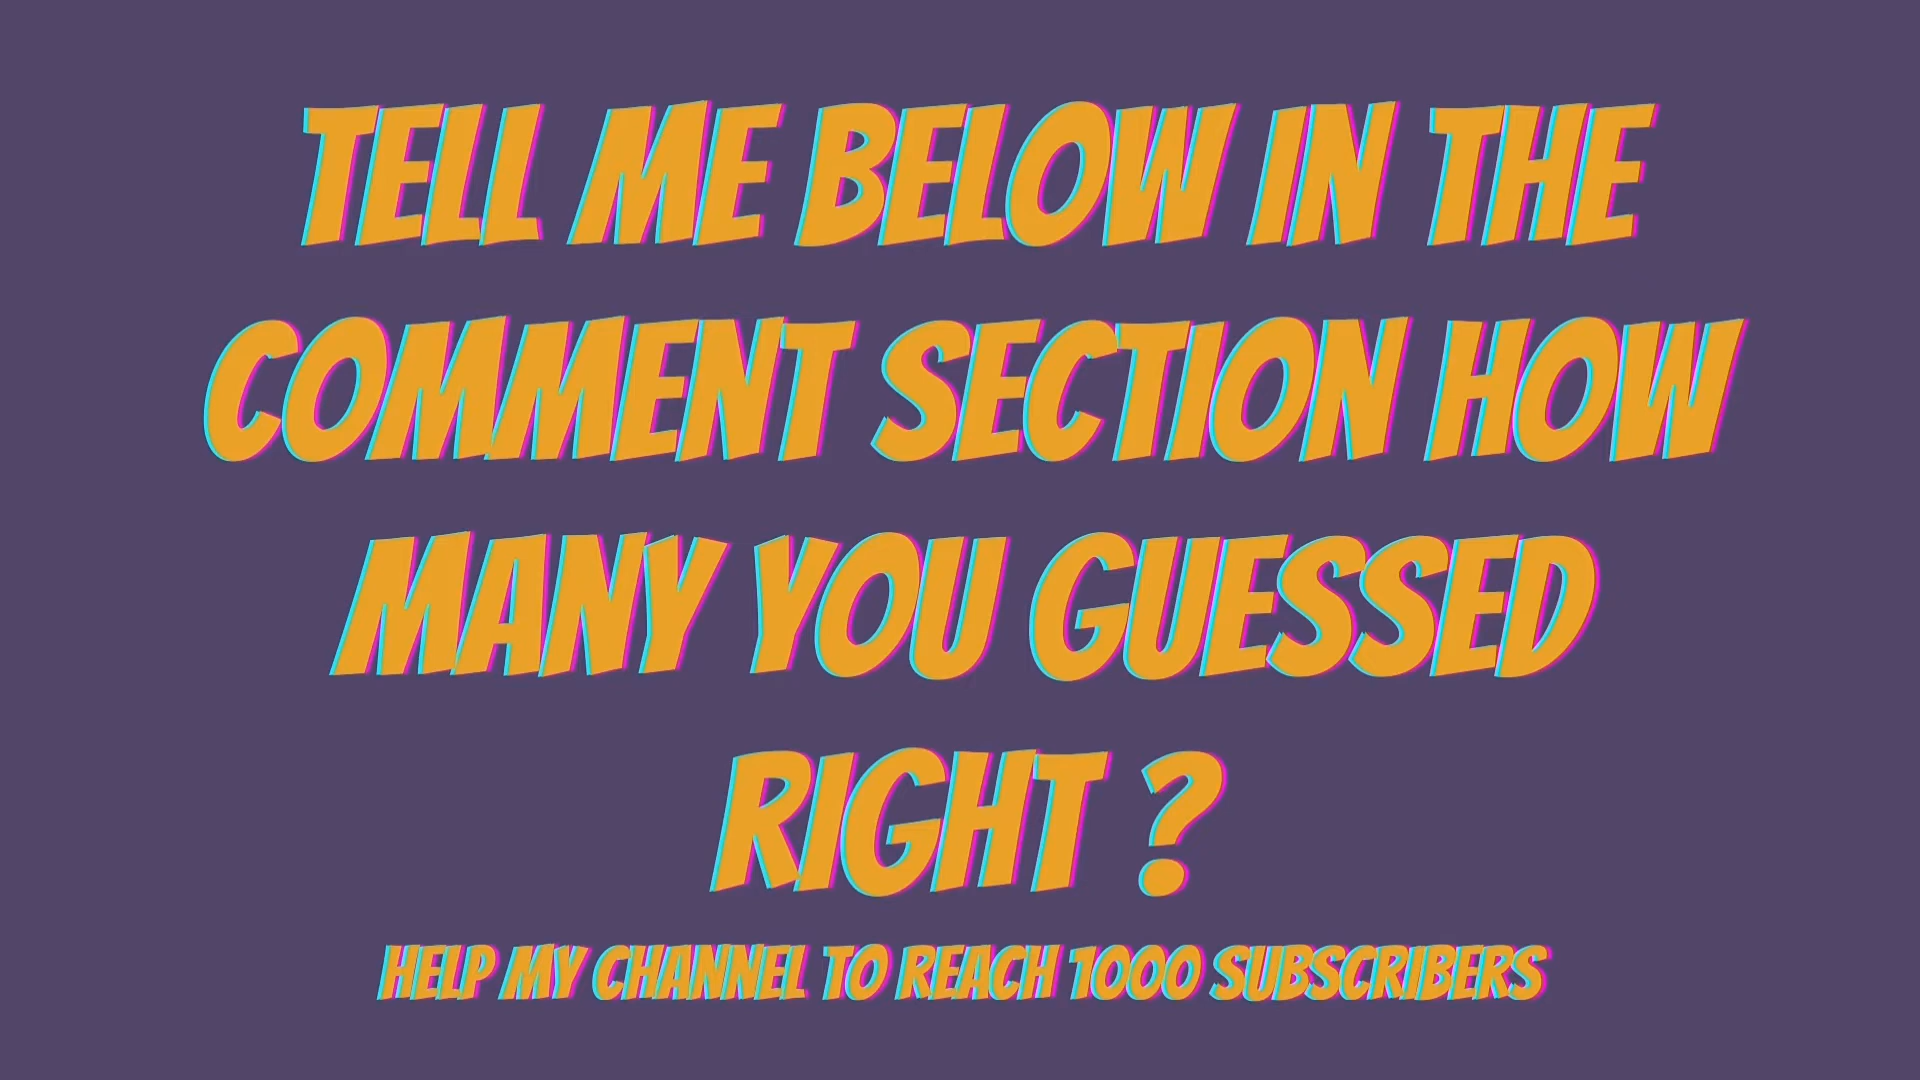 TELL ME BELOW IN THE
COMMENT SECTION HOW
MANY YOU GUESSED
RIGHT ?
HELP MY CHANNEL TO REACH 1000 SUBSCRIBERS